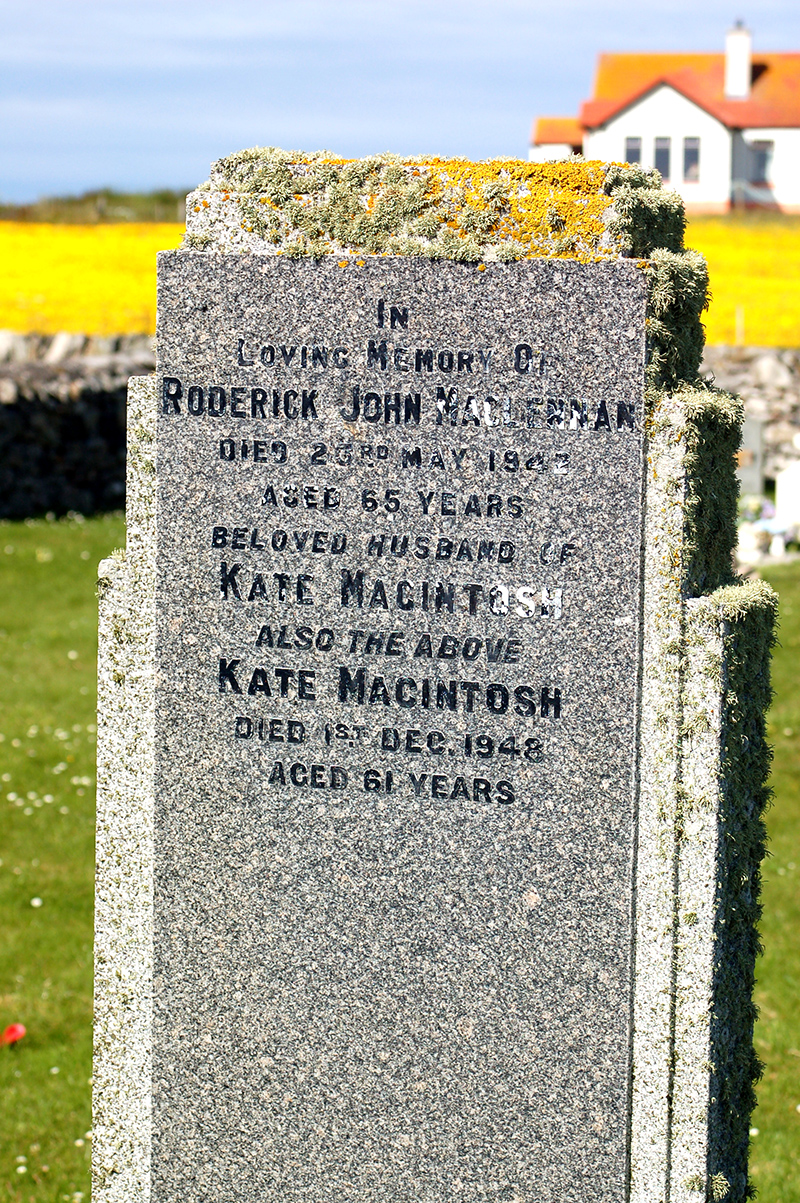 IN
LOVING MEMORY OF
RODERICK JOHN MACLENNAN
DIED 23RD MAY 1942
AGED 65 YEARS
BELOVED HUSBAND OF
KATE MACINTOSH
ALSO THE ABOVE
KATE MACINTOSH
DIED 1ST DEC. 1948
AGED 61 YEARS